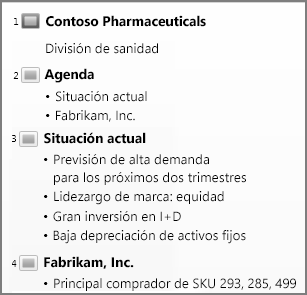 1 Contoso Pharmaceuticals
División de sanidad
2 Agenda
• Situación actual
• Fabrikam, Inc.
3 Situación actual
• Previsión de alta demanda
para los próximos dos trimestres
• Lidezargo de marca: equidad
• Gran inversión en I+D
• Baja depreciación de activos fijos
4 Fabrikam, Inc.
• Principal comprador de SKU 293, 285, 499